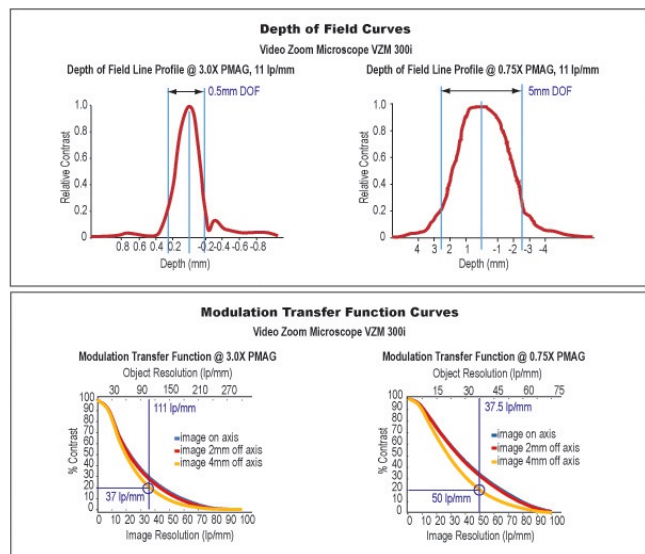 Depth of Field Curves
Video Zoom Microscope VZM 300i
Depth of Field Line Profile @ 3.0X PMAG, 11 lp/mm
0.5mm DOF
Relative Contrast
1.0
0.8
0.6
0.4
0.2
0
0.8 0.6 0.4 0.2 -0.2 -0.4 -0.6 -0.8
Depth (mm)
Depth of Field Line Profile @ 0.75X PMAG, 11 lp/mm
5mm DOF
Relative Contrast
1.0
0.8
0.6
0.4
0.2
0
4 3 2 1 -1 -2 -3 -4
Depth (mm)
Modulation Transfer Function Curves
Video Zoom Microscope VZM 300i
Modulation Transfer Function @ 3.0X PMAG
Object Resolution (lp/mm)
30 60 90 120 150 210 270
111 lp/mm
image on axis
image 2mm off axis
image 4mm off axis
37 lp/mm
% Contrast
100
90
80
70
60
50
40
30
20
10
0
0 10 20 30 40 50 60 70 80 90 100
Image Resolution (lp/mm)
Modulation Transfer Function @ 0.75X PMAG
Object Resolution (lp/mm)
15 30 45 60 75
37.5 lp/mm
image on axis
image 2mm off axis
image 4mm off axis
50 lp/mm
% Contrast
100
90
80
70
60
50
40
30
20
10
0
0 10 20 30 40 50 60 70 80 90 100
Image Resolution (lp/mm)